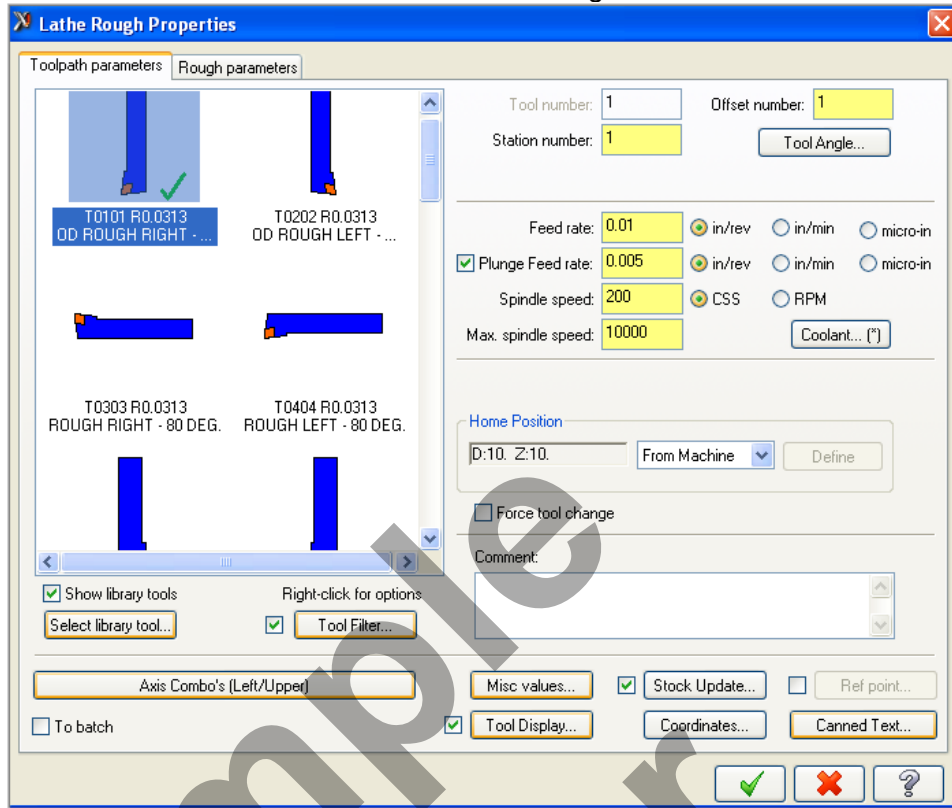 Lathe Rough Properties
Toolpath parameters Rough parameters
T0101 R0.0313 T0202 R0.0313
OD ROUGH RIGHT - ... OD ROUGH LEFT - ...
T0303 R0.0313 T0404 R0.0313
ROUGH RIGHT - 80 DEG. ROUGH LEFT - 80 DEG.
Show library tools Right-click for options
Select library tool... Tool Filter...
Axis Combo's (Left/Upper)
To batch
Tool number: 1 Offset number: 1
Station number: 1 Tool Angle...
Feed rate: 0.01 in/rev in/min micro-in
Plunge Feed rate: 0.005 in/rev in/min micro-in
Spindle speed: 200 CSS RPM
Max. spindle speed: 10000 Coolant... (*)
Home Position
D:10. Z:10. From Machine Define
Force tool change
Comment:
Misc values... Stock Update... Ref point...
Tool Display... Coordinates... Canned Text...